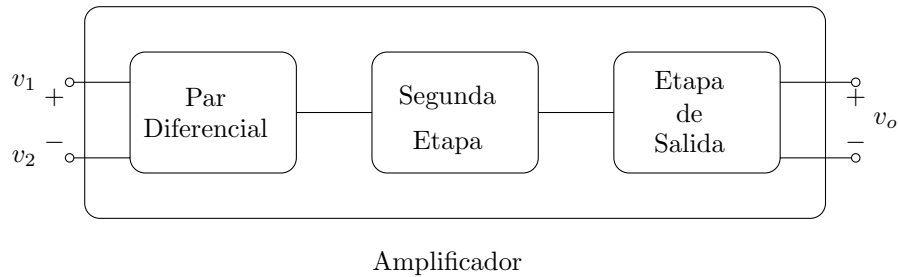 v1
+
−
v2
Par
Diferencial
Segunda
Etapa
Etapa
de
Salida
+
vo
−
Amplificador